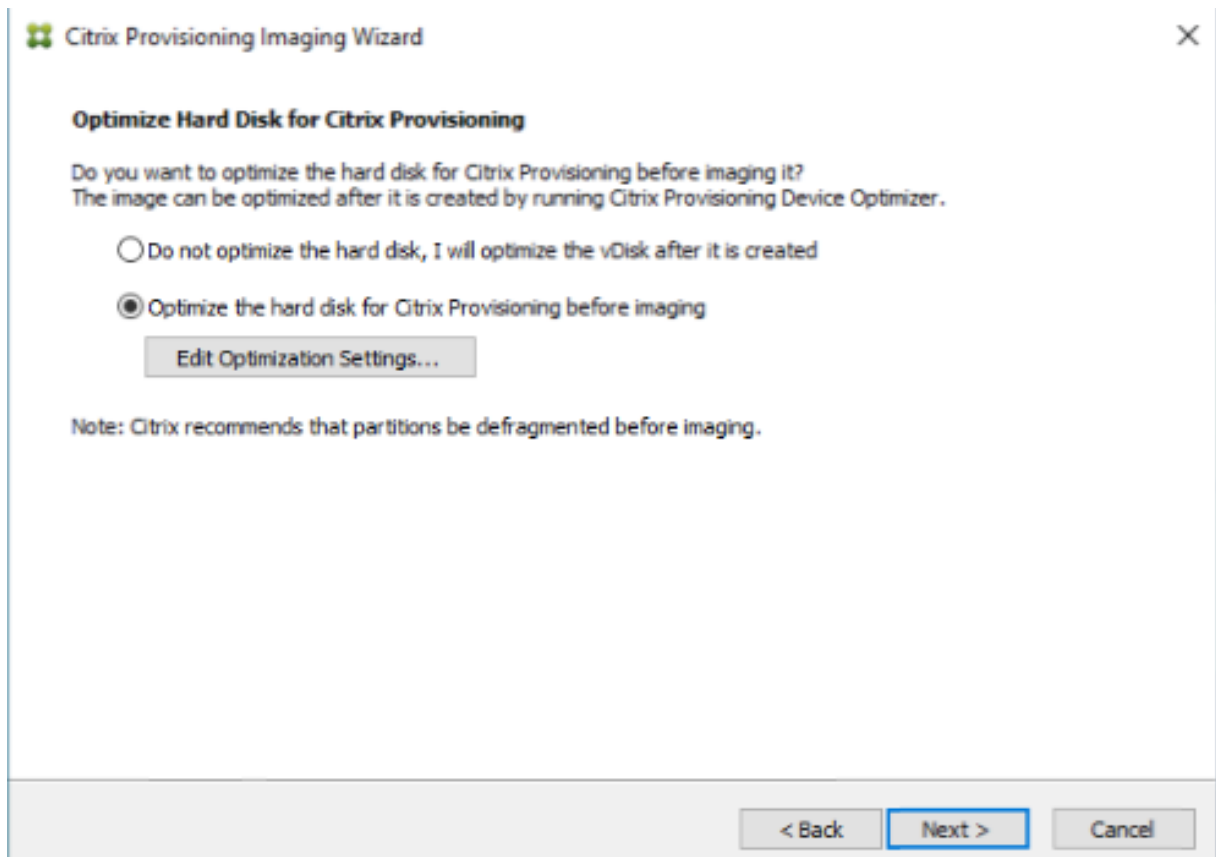 Citrix Provisioning Imaging Wizard
Optimize Hard Disk for Citrix Provisioning
Do you want to optimize the hard disk for Citrix Provisioning before imaging it?
The image can be optimized after it is created by running Citrix Provisioning Device Optimizer.
Do not optimize the hard disk, I will optimize the vDisk after it is created
Optimize the hard disk for Citrix Provisioning before imaging
Edit Optimization Settings...
Note: Citrix recommends that partitions be defragmented before imaging.
< Back Next > Cancel